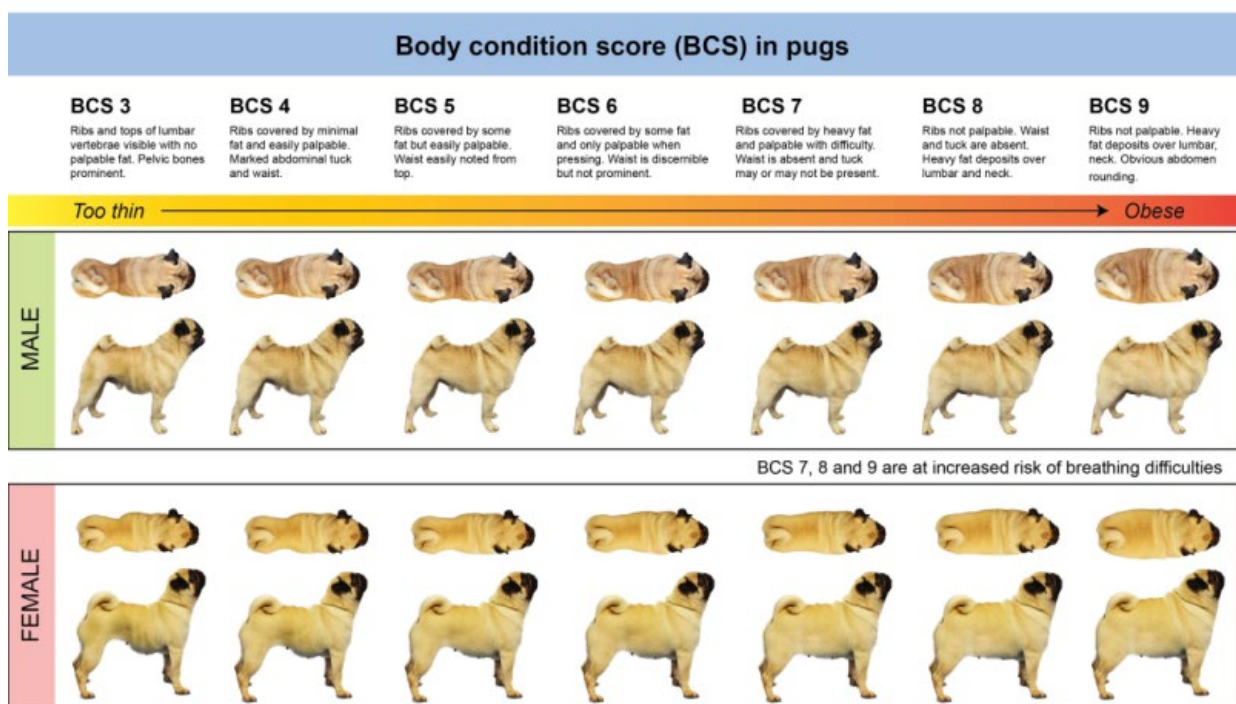 Body condition score (BCS) in pugs
BCS 3
Ribs and tops of lumbar
vertebrae visible with no
palpable fat. Pelvic bones
prominent.
BCS 4
Ribs covered by minimal
fat and easily palpable.
Marked abdominal tuck
and waist.
BCS 5
Ribs covered by some
fat but easily palpable.
Waist easily noted from
top.
BCS 6
Ribs covered by some fat
and only palpable when
pressing. Waist is discernible
but not prominent.
BCS 7
Ribs covered by heavy fat
and palpable with difficulty.
Waist is absent and tuck
may or may not be present.
BCS 8
Ribs not palpable. Waist
and tuck are absent.
Heavy fat deposits over
lumbar and neck.
BCS 9
Ribs not palpable. Heavy
fat deposits over lumbar,
neck. Obvious abdomen
rounding.
Too thin
Obese
MALE
BCS 7, 8 and 9 are at increased risk of breathing difficulties
FEMALE